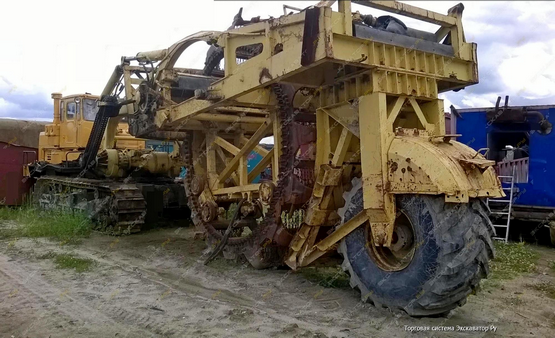 Торговая система Экскаватор Ру